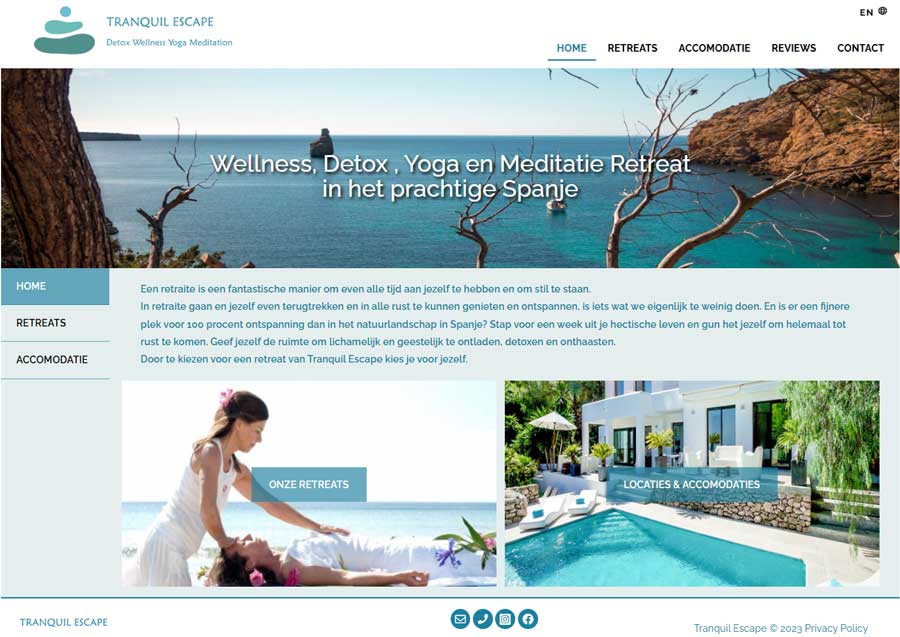 TRANQUIL ESCAPE
Detox Wellness Yoga Meditation
EN
HOME RETREATS ACCOMODATIE REVIEWS CONTACT
Wellness, Detox , Yoga en Meditatie Retreat
in het prachtige Spanje
HOME
RETREATS
ACCOMODATIE
Een retraite is een fantastische manier om even alle tijd aan jezelf te hebben en om stil te staan.
In retraite gaan en jezelf even terugtrekken en in alle rust te kunnen genieten en ontspannen, is iets wat we eigenlijk te weinig doen. En is er een fijnere
plek voor 100 procent ontspanning dan in het natuurlandschap in Spanje? Stap voor een week uit je hectische leven en gun het jezelf om helemaal tot
rust te komen. Geef jezelf de ruimte om lichamelijk en geestelijk te ontladen, detoxen en onthaasten.
Door te kiezen voor een retreat van Tranquil Escape kies je voor jezelf.
ONZE RETREATS
LOCATIES & ACCOMODATIES
TRANQUIL ESCAPE
Tranquil Escape © 2023 Privacy Policy